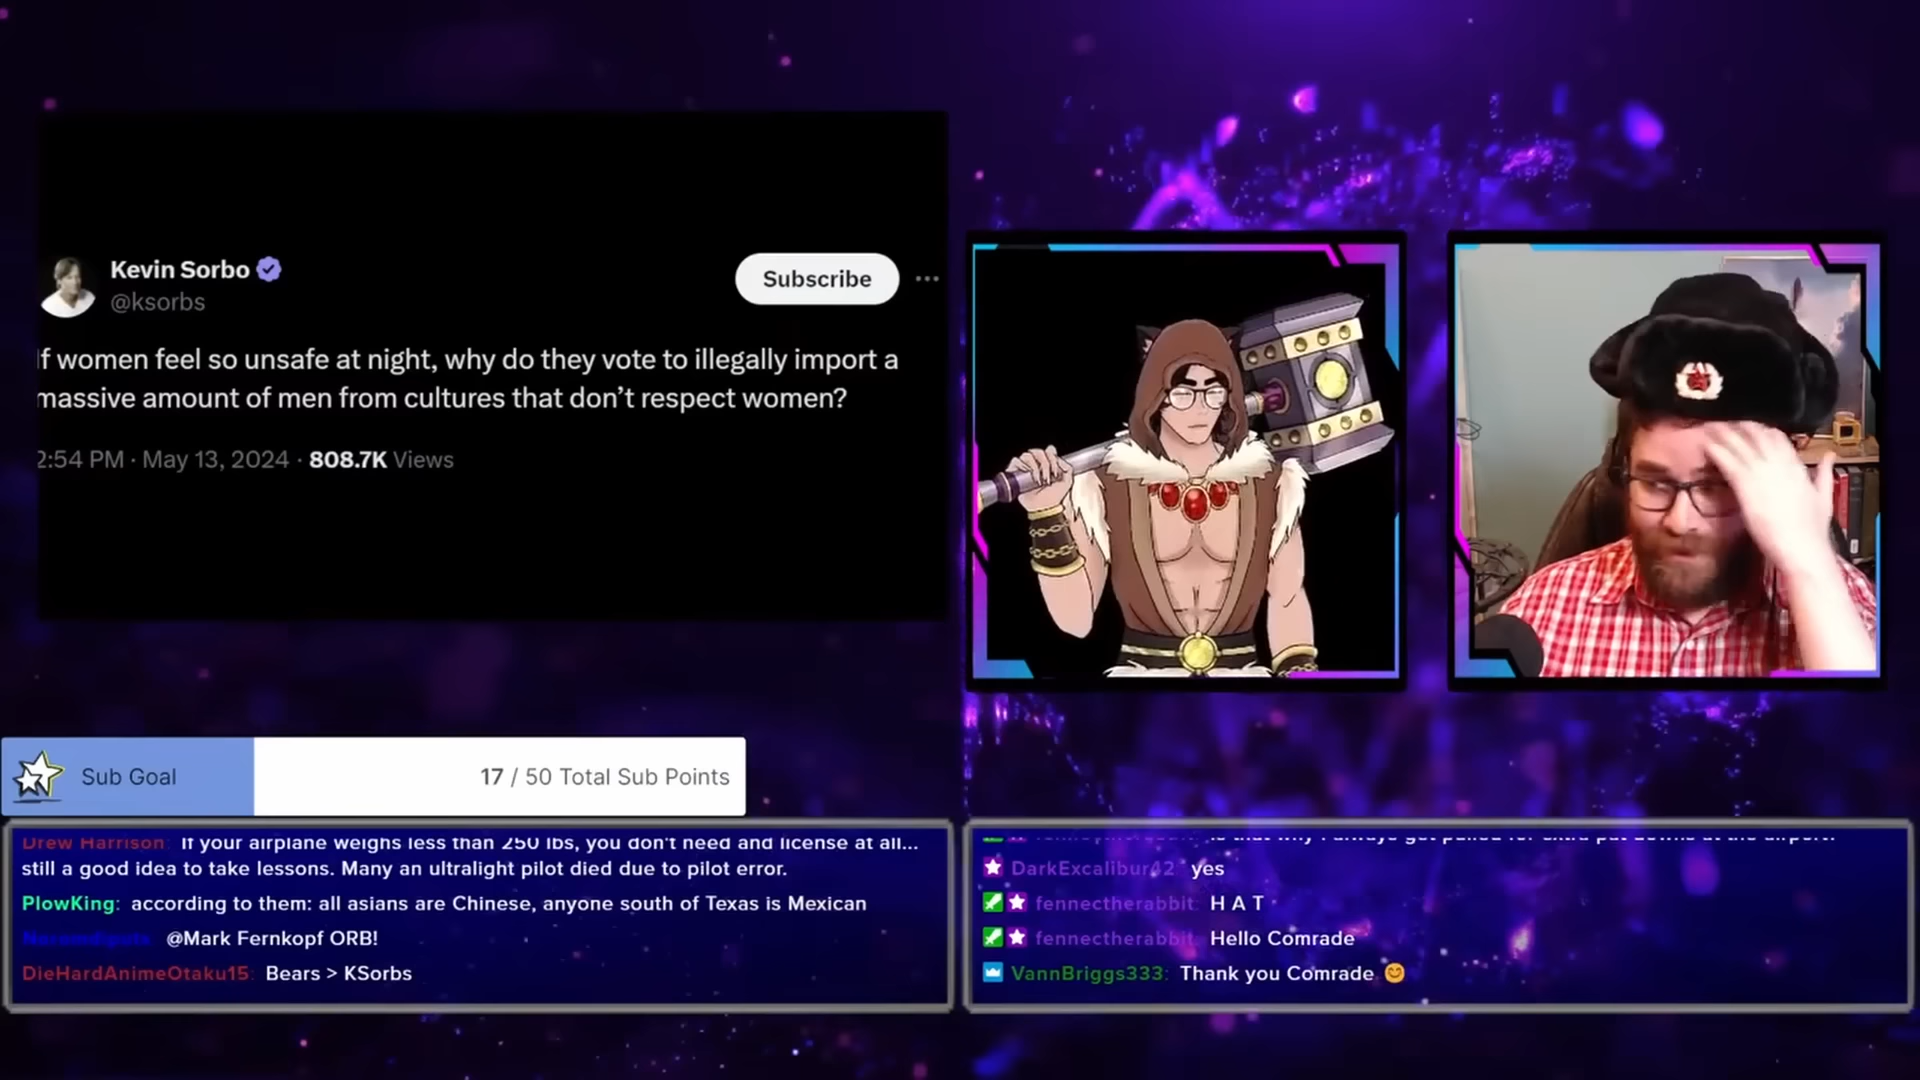 Kevin Sorbo
@ksorbs
Subscribe
If women feel so unsafe at night, why do they vote to illegally import a
massive amount of men from cultures that don’t respect women?
2:54 PM · May 13, 2024 · 808.7K Views
Sub Goal
17 / 50 Total Sub Points
Drew Harrison: If your airplane weighs less than 250 lbs, you don't need and license at all...
still a good idea to take lessons. Many an ultralight pilot died due to pilot error.
PlowKing: according to them: all asians are Chinese, anyone south of Texas is Mexican
@Mark Fernkopf ORB!
DieHardAnimeOtaku15: Bears > KSorbs
DarkExcalibur42: yes
fennectherabbit: H A T
fennectherabbit: Hello Comrade
VannBriggs333: Thank you Comrade 😊